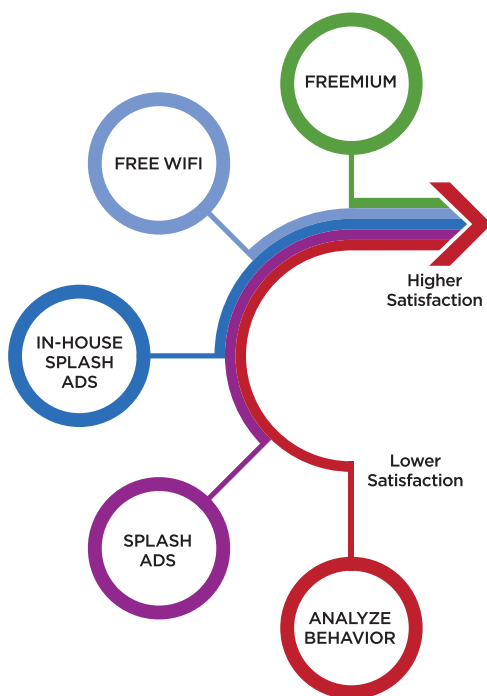 FREEMIUM
FREE WIFI
Higher
Satisfaction
IN-HOUSE
SPLASH
ADS
Lower
Satisfaction
SPLASH
ADS
ANALYZE
BEHAVIOR